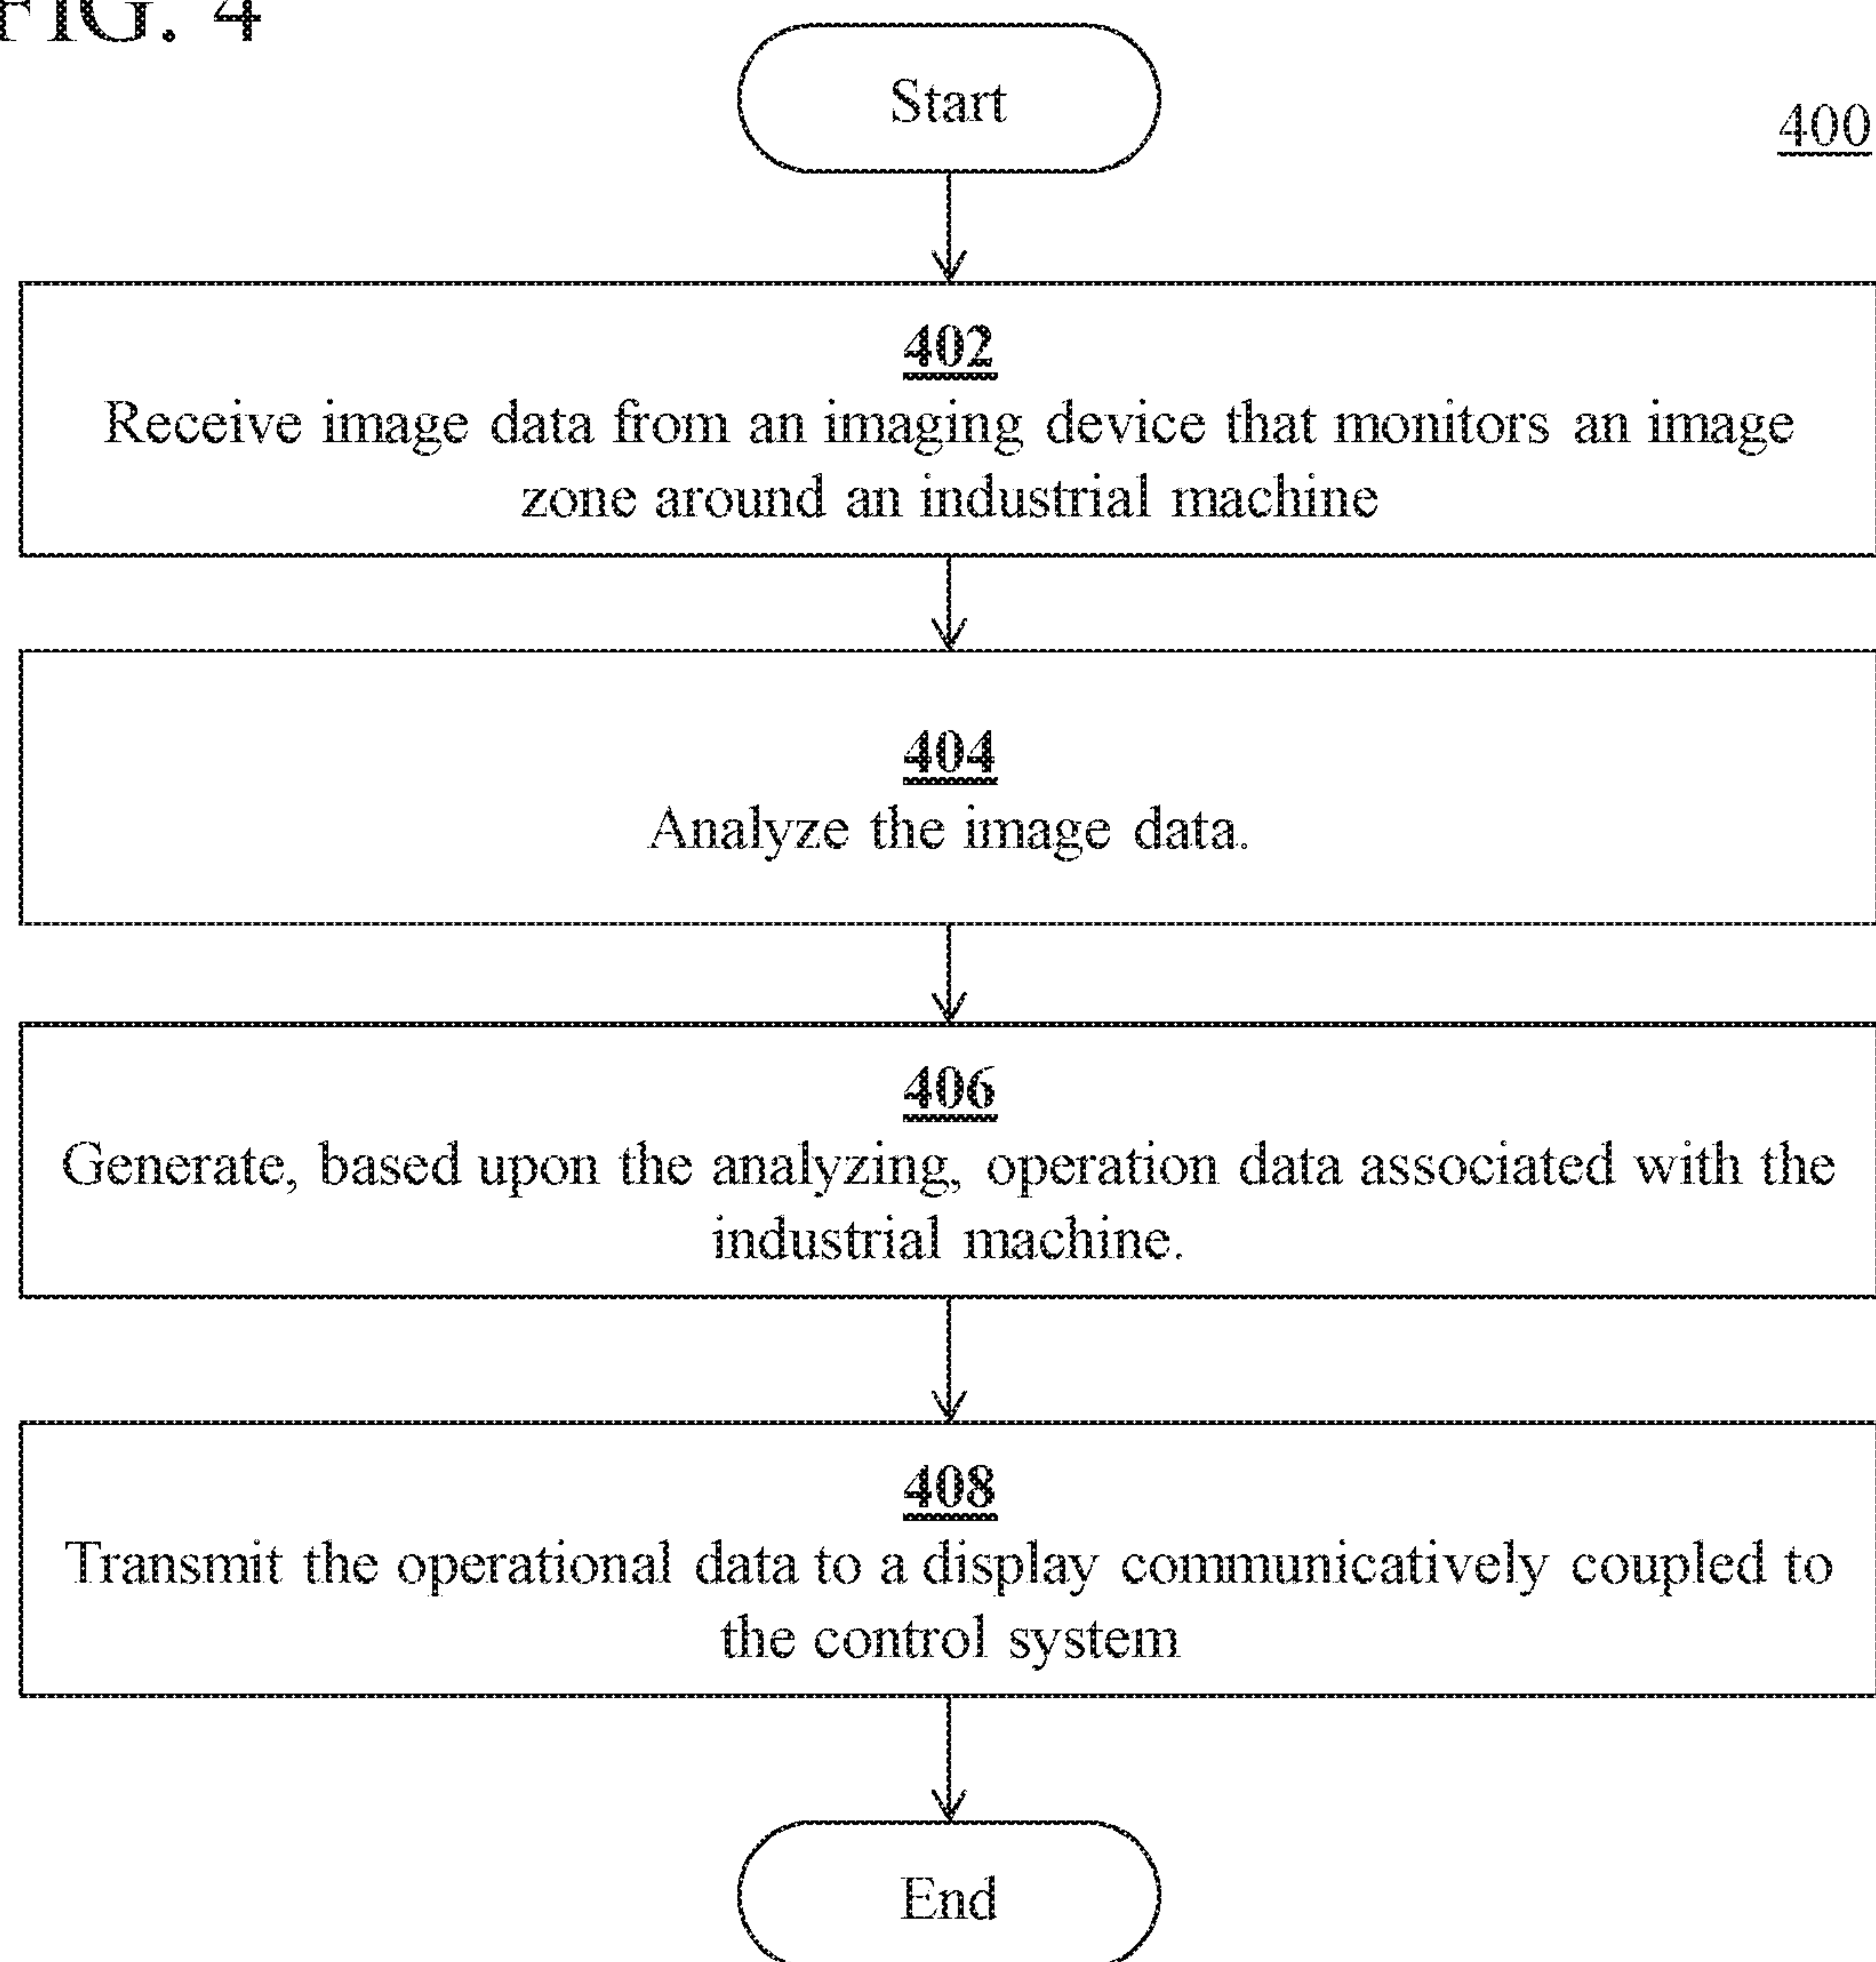 FIG. 4
Start
400
402
Receive image data from an imaging device that monitors an image
zone around an industrial machine
404
Analyze the image data.
406
Generate, based upon the analyzing, operation data associated with the
industrial machine.
408
Transmit the operational data to a display communicatively coupled to
the control system
End